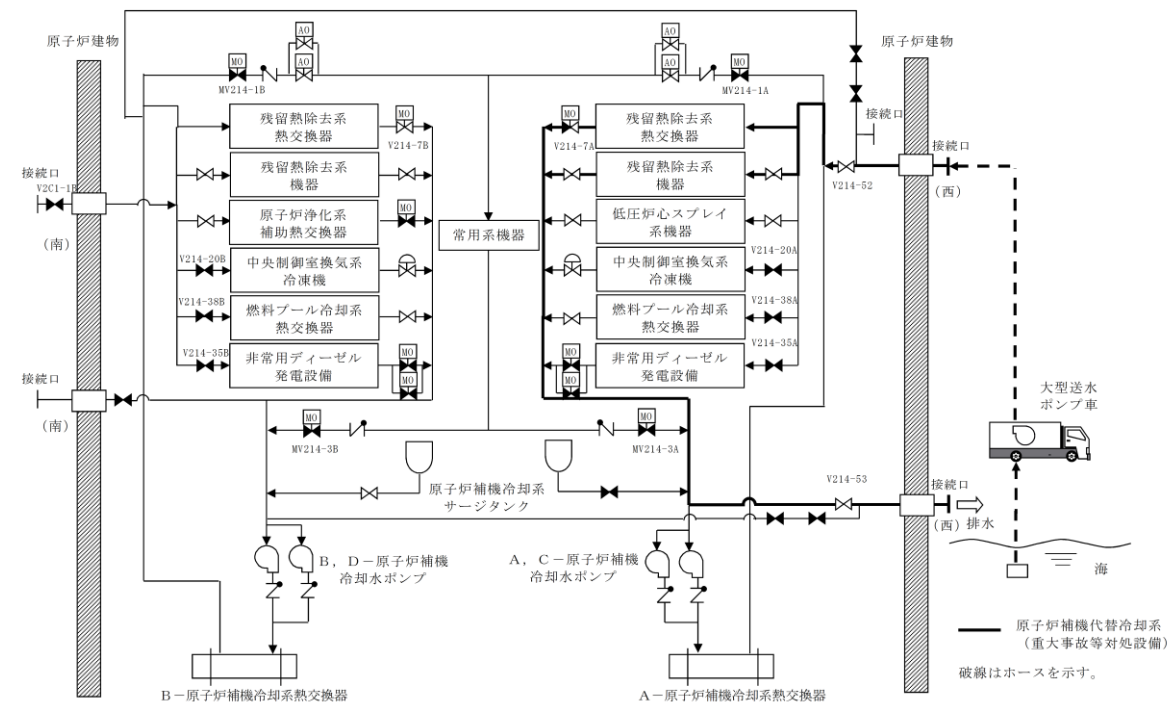 原子炉建物
原子炉建物
AO
AO
MO
AO
AO
MO
MV214-1B
MV214-1A
接続口
残留熱除去系
熱交換器
MO
V214-7B
MO
V214-7A
残留熱除去系
熱交換器
接続口
(西)
V214-52
接続口
V2C1-1B
(南)
残留熱除去系
機器
残留熱除去系
機器
原子炉浄化系
補助熱交換器
MO
常用系機器
低圧炉心スプレイ
系機器
V214-20B
中央制御室換気系
冷凍機
中央制御室換気系
冷凍機
V214-20A
V214-38B
燃料プール冷却系
熱交換器
燃料プール冷却系
熱交換器
V214-38A
V214-35B
非常用ディーゼル
発電設備
MO
MO
MO
MO
非常用ディーゼル
発電設備
V214-35A
接続口
(南)
大型送水
ポンプ車
MO
MV214-3B
MO
MV214-3A
原子炉補機冷却系
サージタンク
V214-53
接続口
(西)
排水
海
B,D-原子炉補機
冷却水ポンプ
A,C-原子炉補機
冷却水ポンプ
原子炉補機代替冷却系
(重大事故等対処設備)
破線はホースを示す。
B-原子炉補機冷却系熱交換器
A-原子炉補機冷却系熱交換器